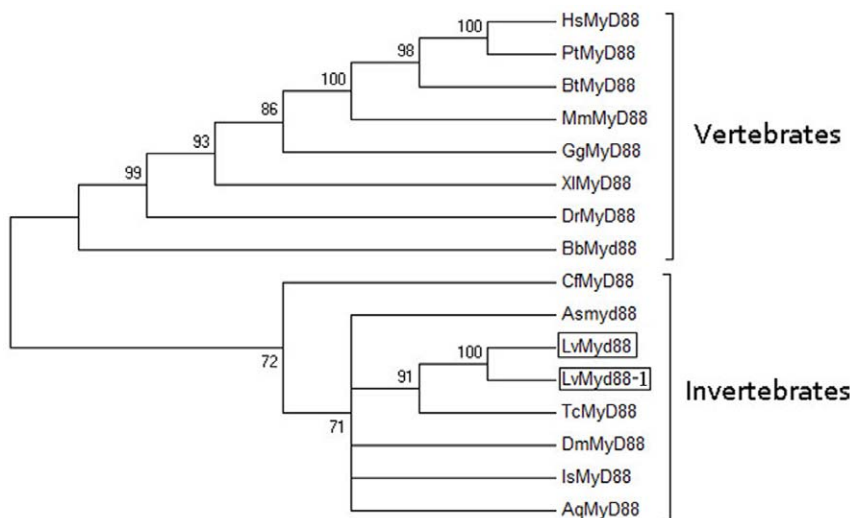 HsMyD88
100
PtMyD88
98
BtMyD88
100
MmMyD88
86
GgMyD88
93
XlMyD88
99
DrMyD88
BbMyd88
Vertebrates
CfMyD88
72
Asmyd88
LvMyd88
100
LvMyd88-1
91
TcMyD88
71
DmMyD88
IsMyD88
AgMyD88
Invertebrates